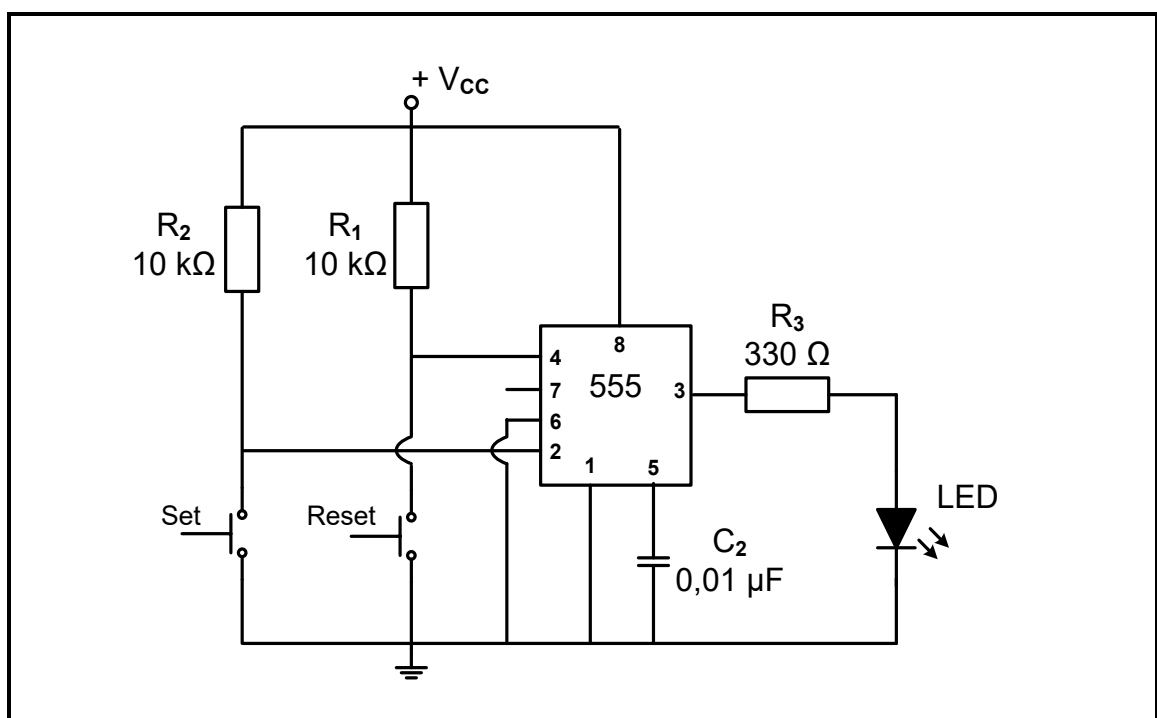 + V_CC
R₂
10 kΩ
R₁
10 kΩ
R₃
330 Ω
8
4
555
7
3
6
2
1
5
Set
Reset
LED
C₂
0,01 µF